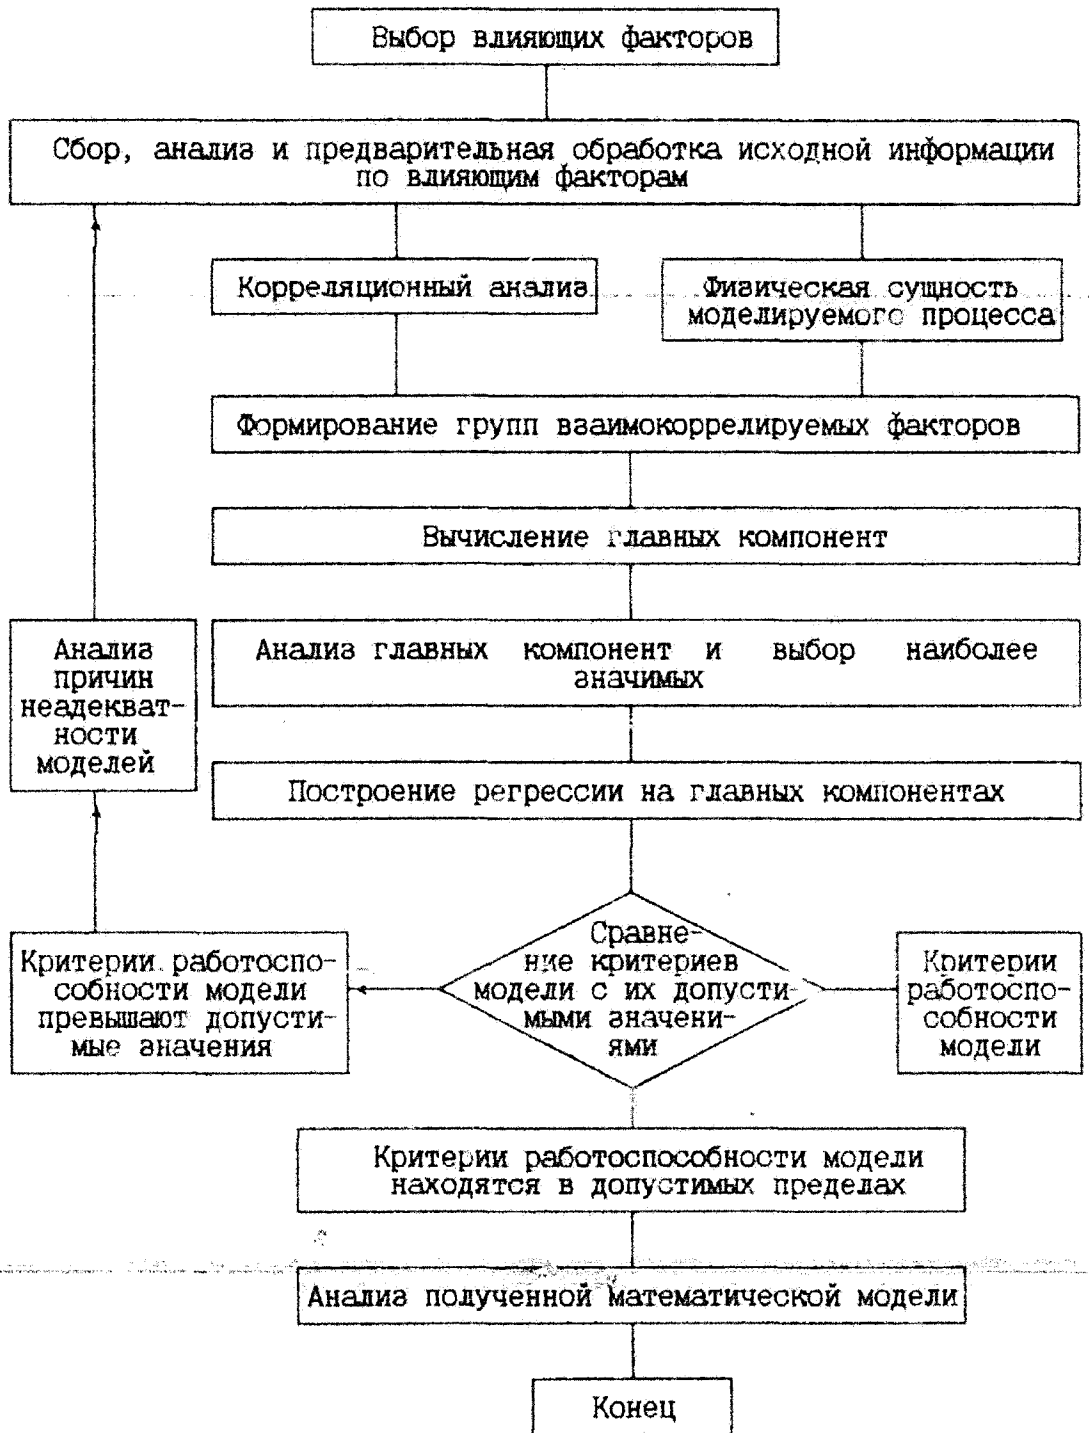 Выбор влияющих факторов
Сбор, анализ и предварительная обработка исходной информации
по влияющим факторам
Корреляционный анализ
Физическая сущность
моделируемого процесса
Формирование групп взаимокоррелируемых факторов
Вычисление главных компонент
Анализ
причин
неадекват-
ности
моделей
Анализ главных компонент и выбор наиболее
значимых
Построение регрессии на главных компонентах
Критерии работоспо-
собности модели
превышают допусти-
мые значения
Сравне-
ние критериев
модели с их допусти-
мыми значени-
ями
Критерии
работоспо-
собности
модели
Критерии работоспособности модели
находятся в допустимых пределах
Анализ полученной математической модели
Конец